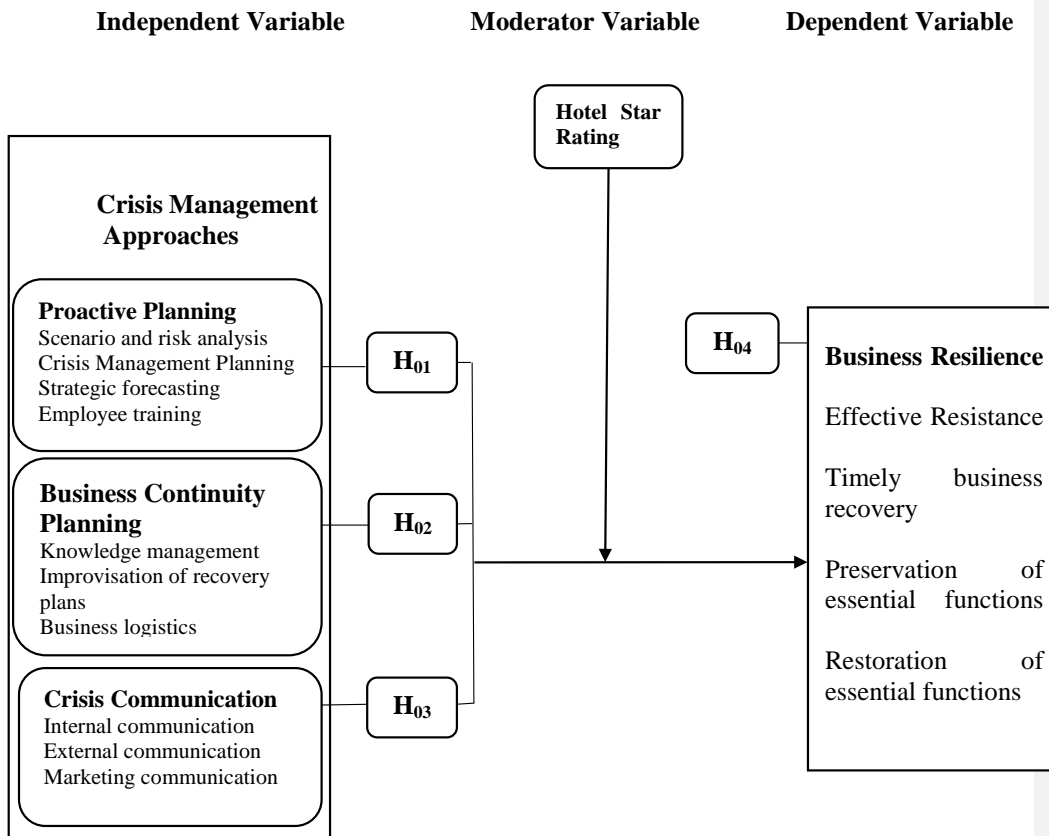 Independent Variable
Moderator Variable
Dependent Variable
Hotel Star
Rating
Crisis Management
Approaches
Proactive Planning
Scenario and risk analysis
Crisis Management Planning
Strategic forecasting
Employee training
H01
Business Continuity
Planning
Knowledge management
Improvisation of recovery
plans
Business logistics
H02
Crisis Communication
Internal communication
External communication
Marketing communication
H03
H04
Business Resilience
Effective Resistance
Timely business
recovery
Preservation of
essential functions
Restoration of
essential functions